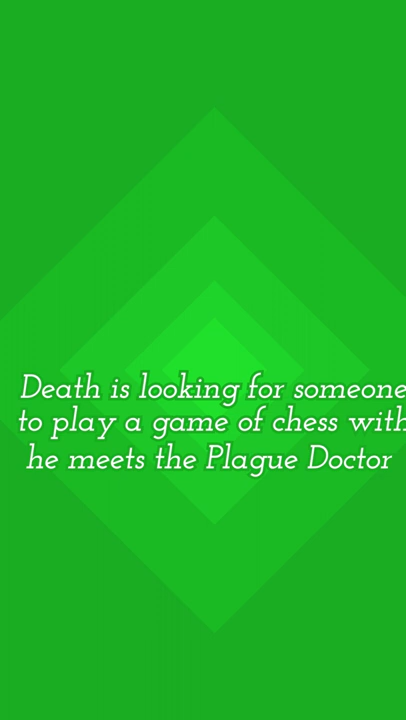 Death is looking for someone
to play a game of chess with
he meets the Plague Doctor